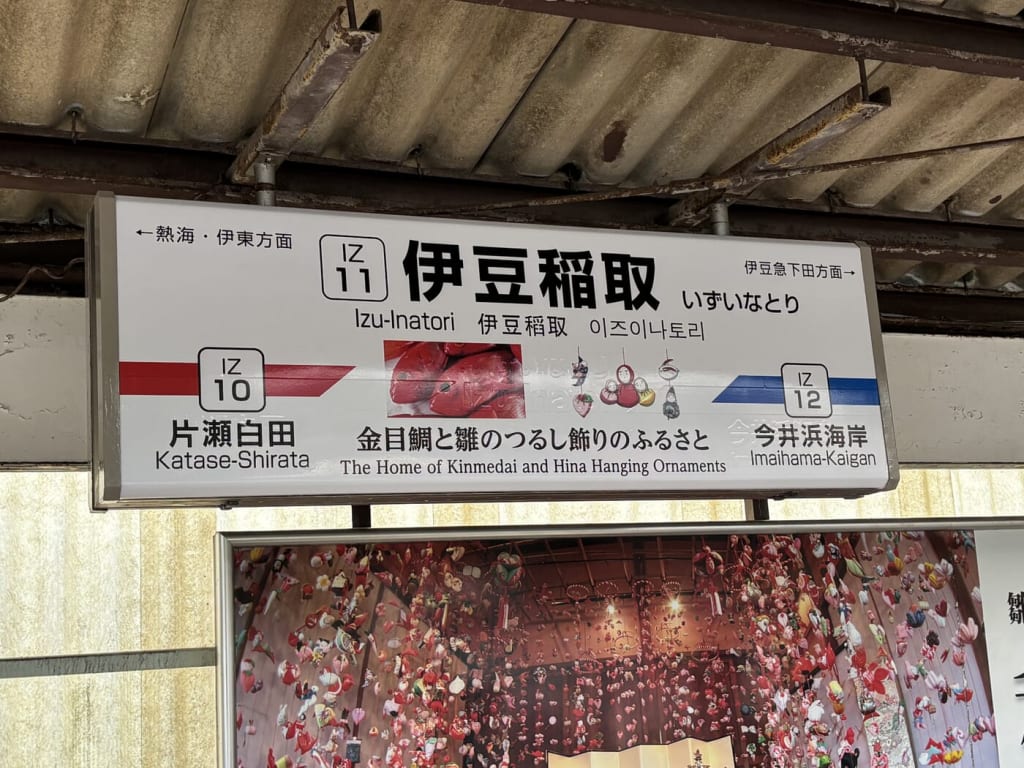 ←熱海・伊東方面
IZ
11
伊豆稲取
いずいなとり
伊豆急下田方面→
Izu-Inatori 伊豆稻取 이즈이나토리
IZ
10
片瀬白田
Katase-Shirata
金目鯛と雛のつるし飾りのふるさと
The Home of Kinmedai and Hina Hanging Ornaments
IZ
12
今井浜海岸
Imaihama-Kaigan